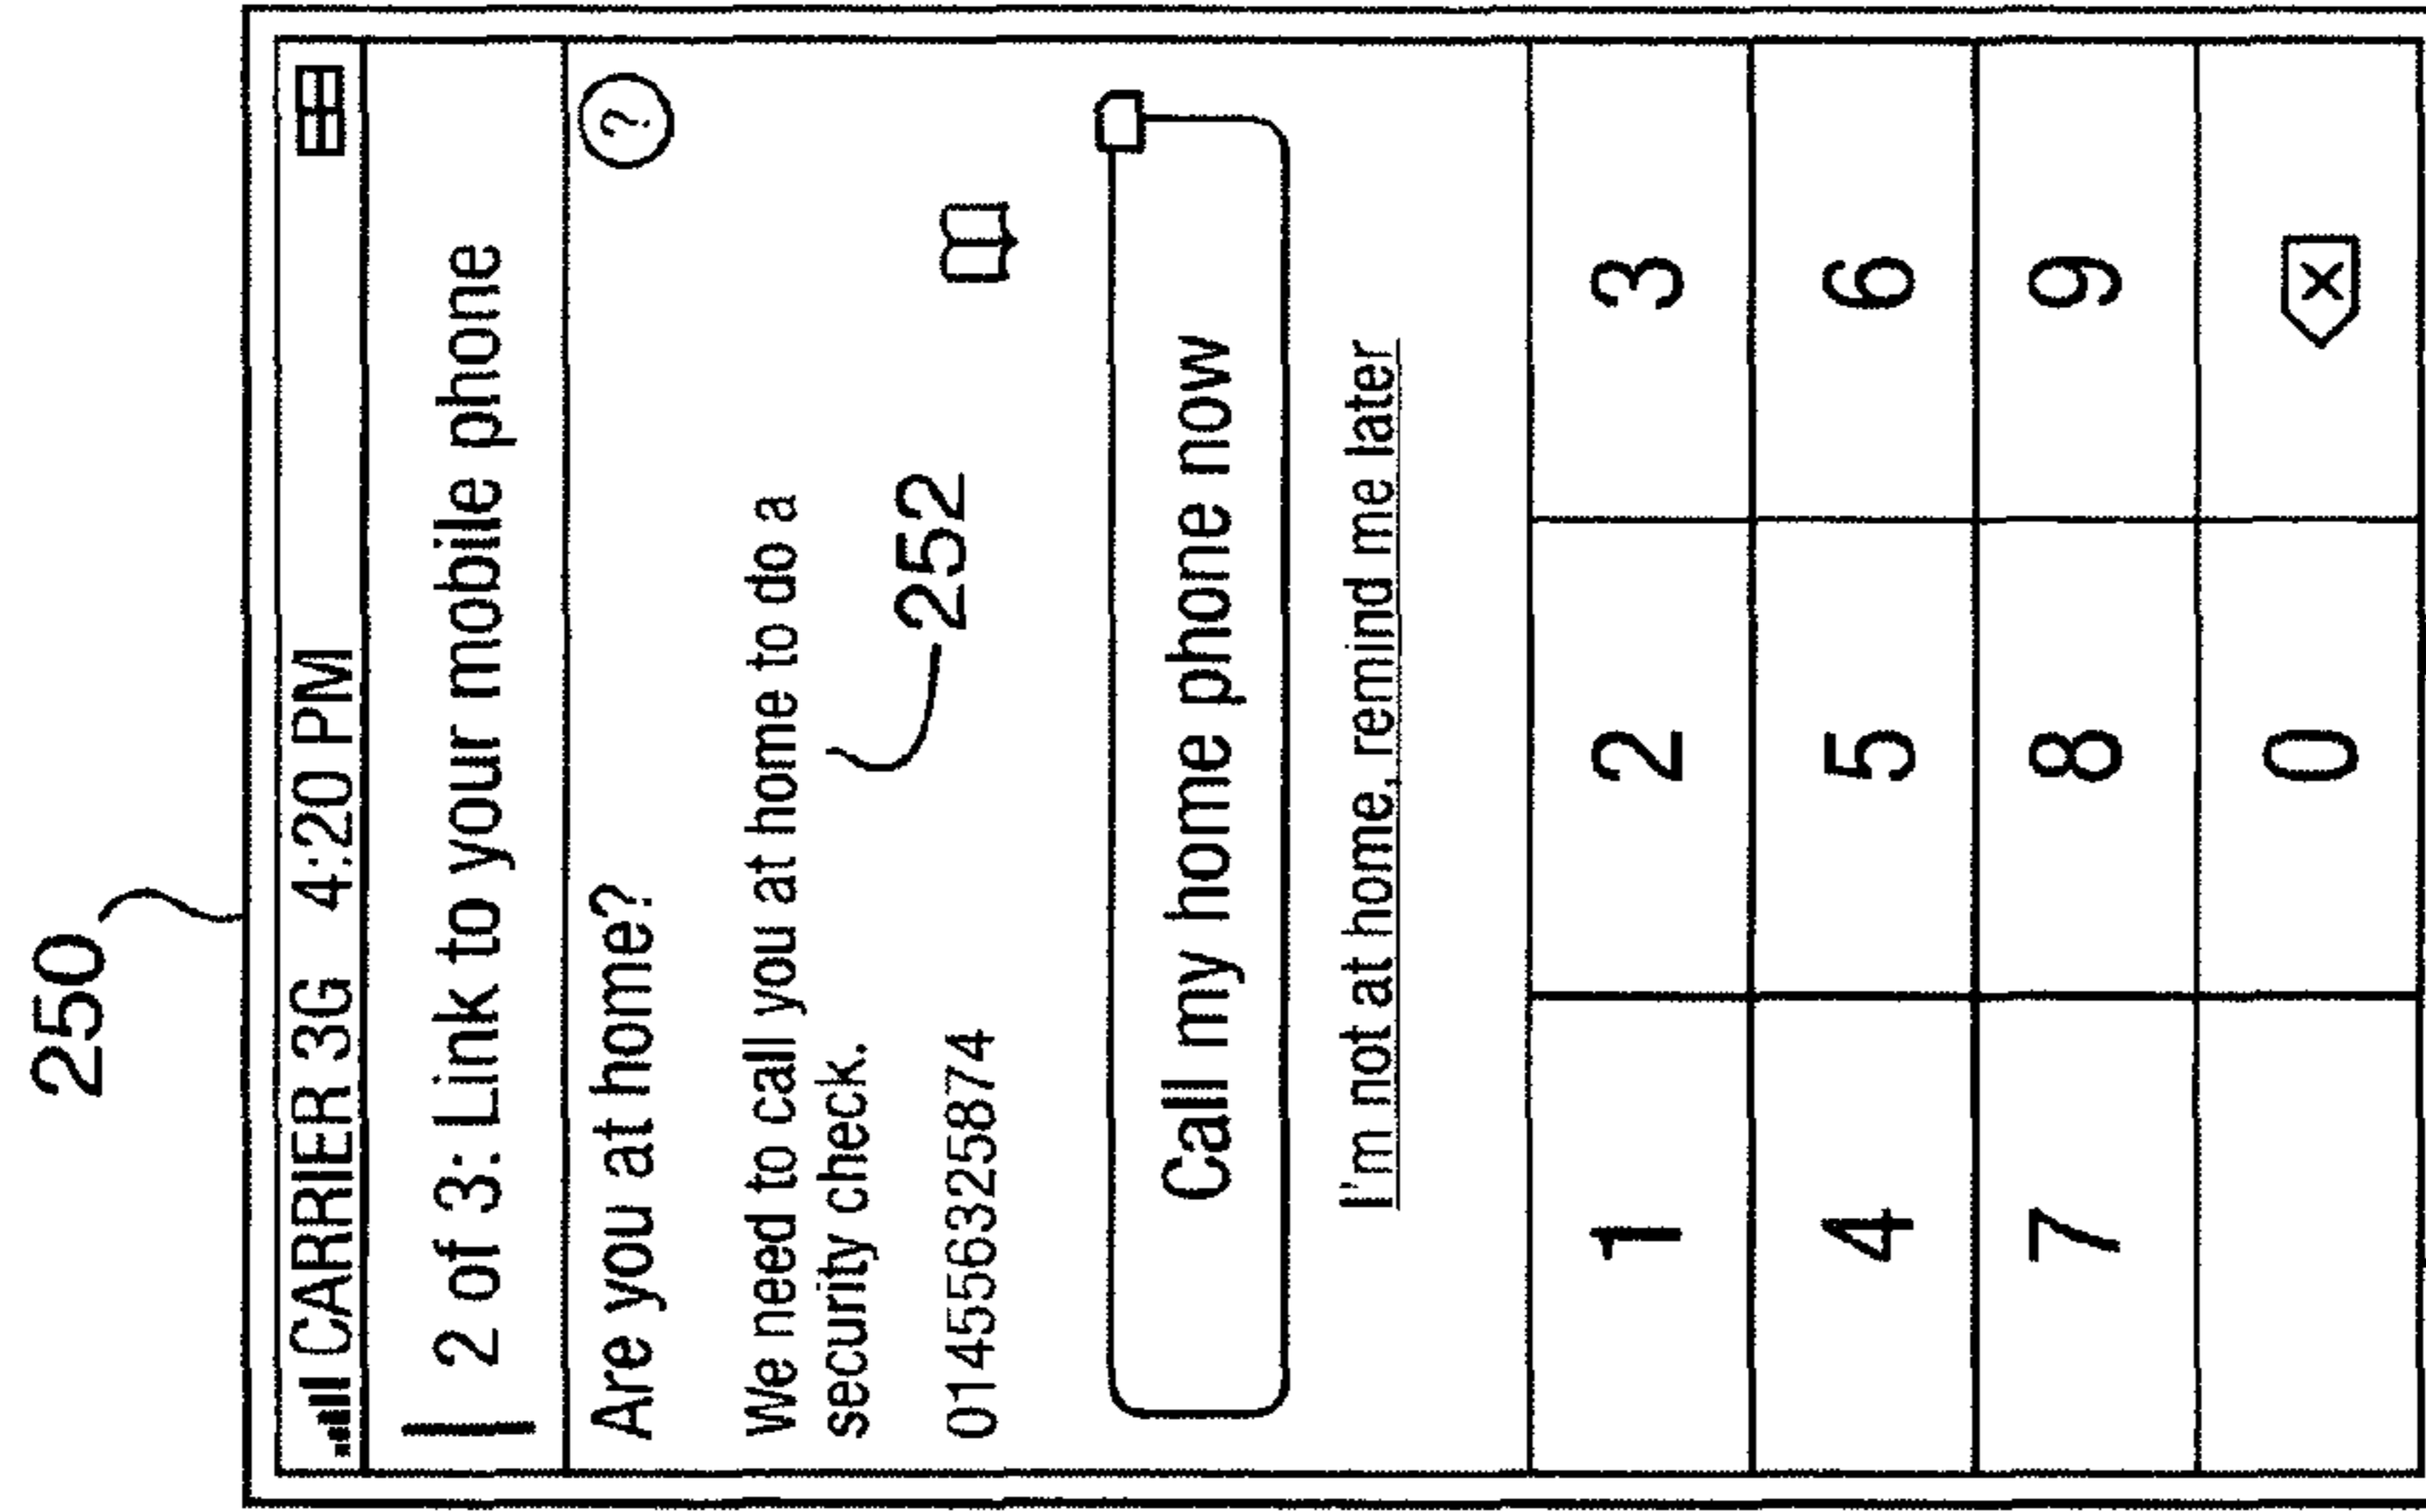 250
CARRIER 3G 4:20 PM
2 of 3: Link to your mobile phone
Are you at home?
?
We need to call you at home to do a
security check.
252
014556325874
Call my home phone now
I'm not at home, remind me later
1 2 3
4 5 6
7 8 9
0 X